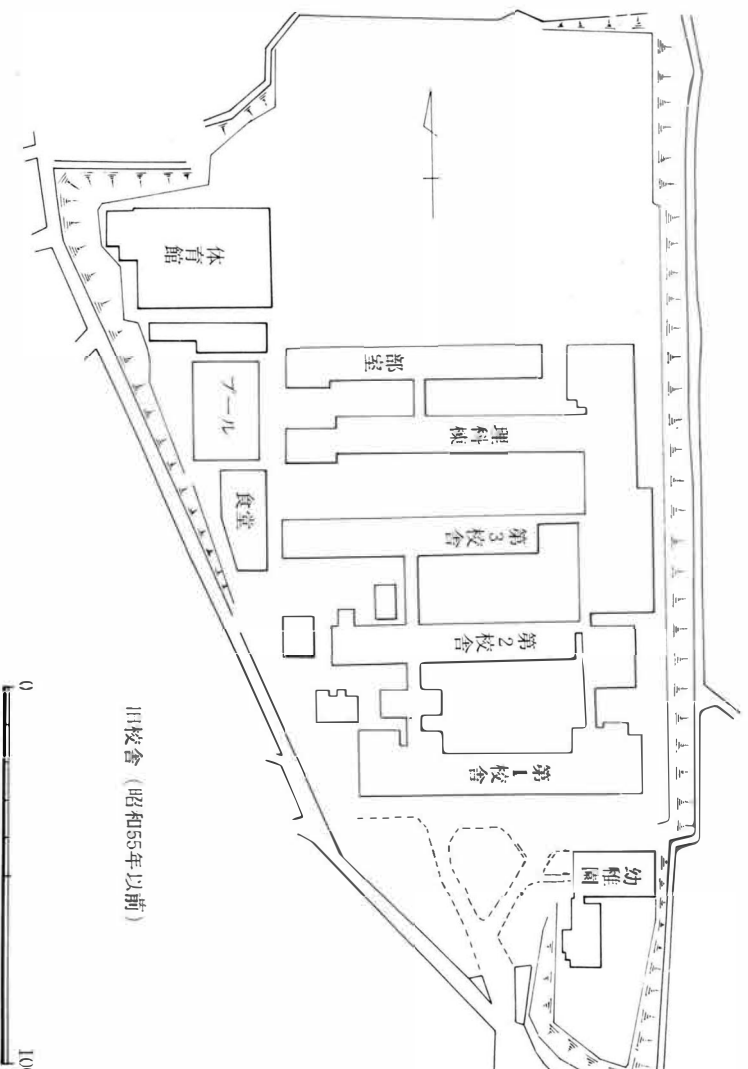 体育館
プール
食堂
部室
理科棟
第3校舎
第2校舎
第1校舎
幼稚園
旧校舎（昭和55年以前）
0